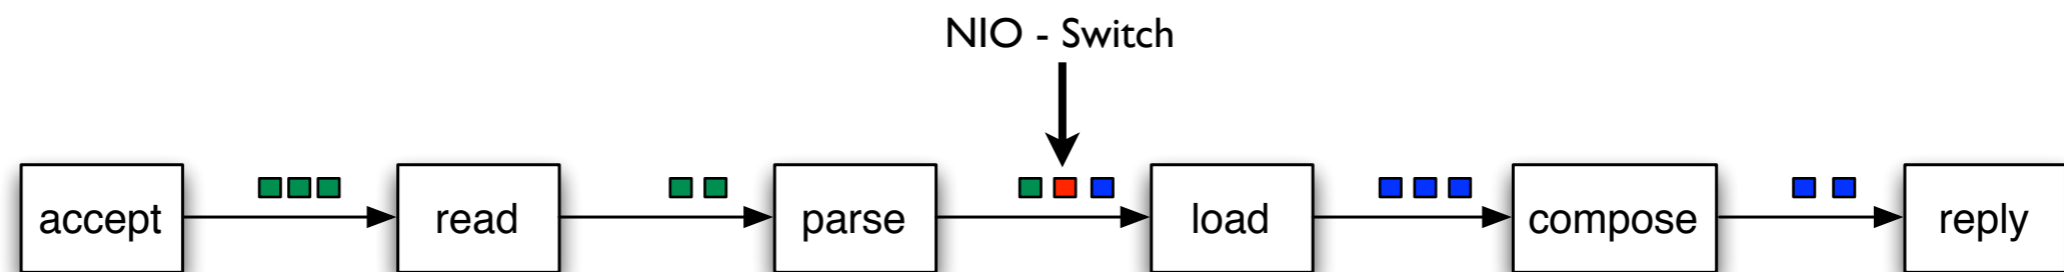 NIO - Switch
accept
read
parse
load
compose
reply